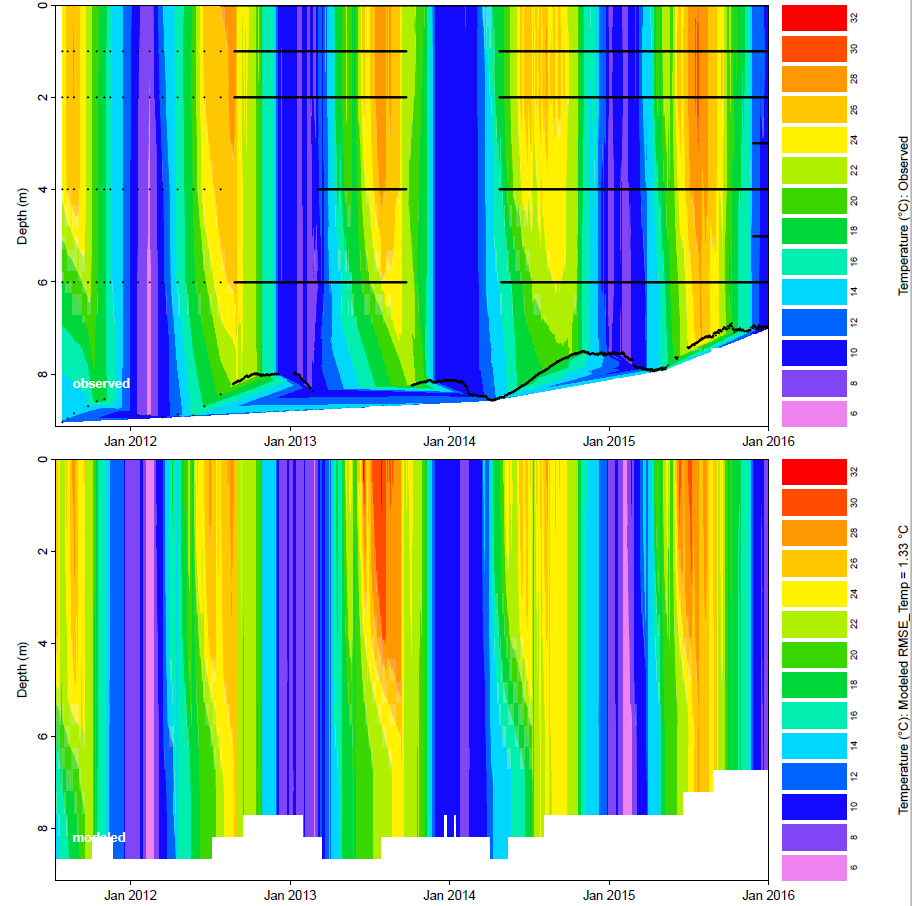 0
2
4
6
8
Depth (m)
observed
Jan 2012
Jan 2013
Jan 2014
Jan 2015
Jan 2016
32
30
28
26
24
22
20
18
16
14
12
10
8
6
Temperature (°C): Observed
0
2
4
6
8
Depth (m)
modeled
Jan 2012
Jan 2013
Jan 2014
Jan 2015
Jan 2016
32
30
28
26
24
22
20
18
16
14
12
10
8
6
Temperature (°C): Modeled RMSE_Temp = 1.33 °C